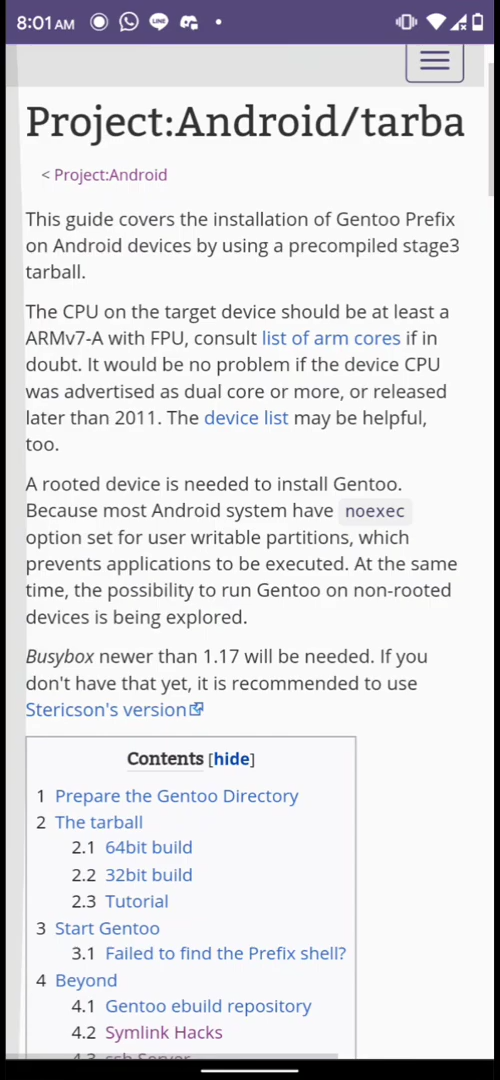 8:01AM
Project:Android/tarba
< Project:Android
This guide covers the installation of Gentoo Prefix
on Android devices by using a precompiled stage3
tarball.
The CPU on the target device should be at least a
ARMv7-A with FPU, consult list of arm cores if in
doubt. It would be no problem if the device CPU
was advertised as dual core or more, or released
later than 2011. The device list may be helpful,
too.
A rooted device is needed to install Gentoo.
Because most Android system have noexec
option set for user writable partitions, which
prevents applications to be executed. At the same
time, the possibility to run Gentoo on non-rooted
devices is being explored.
Busybox newer than 1.17 will be needed. If you
don't have that yet, it is recommended to use
Stericson's version
Contents [hide]
1 Prepare the Gentoo Directory
2 The tarball
2.1 64bit build
2.2 32bit build
2.3 Tutorial
3 Start Gentoo
3.1 Failed to find the Prefix shell?
4 Beyond
4.1 Gentoo ebuild repository
4.2 Symlink Hacks
4.3 ssh Server